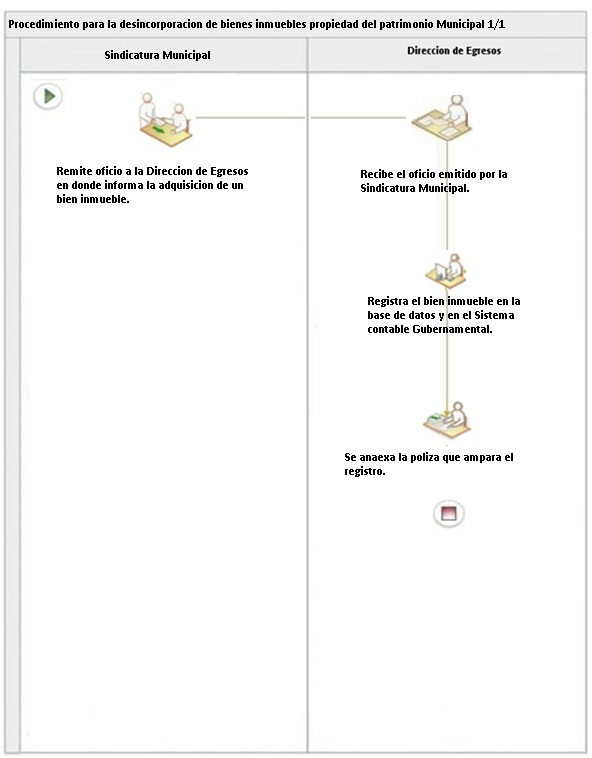 Procedimiento para la desincorporacion de bienes inmuebles propiedad del patrimonio Municipal 1/1
Sindicatura Municipal
Direccion de Egresos
Remite oficio a la Direccion de Egresos
en donde informa la adquisicion de un
bien inmueble.
Recibe el oficio emitido por la
Sindicatura Municipal.
Registra el bien inmueble en la
base de datos y en el Sistema
contable Gubernamental.
Se anaexa la poliza que ampara el
registro.